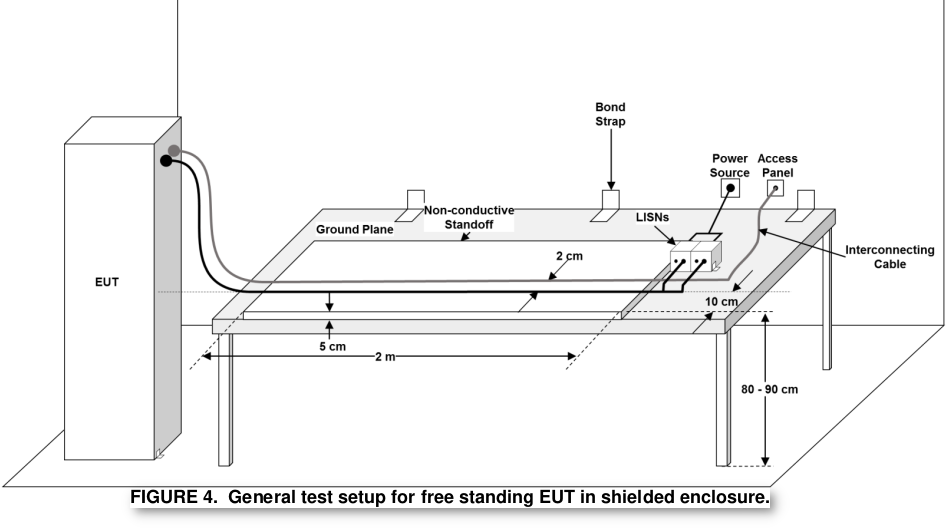 Bond
Strap
Power
Source
Access
Panel
Non-conductive
Standoff
LISNs
Ground Plane
Interconnecting
Cable
2 cm
EUT
10 cm
5 cm
2 m
80 - 90 cm
FIGURE 4. General test setup for free standing EUT in shielded enclosure.